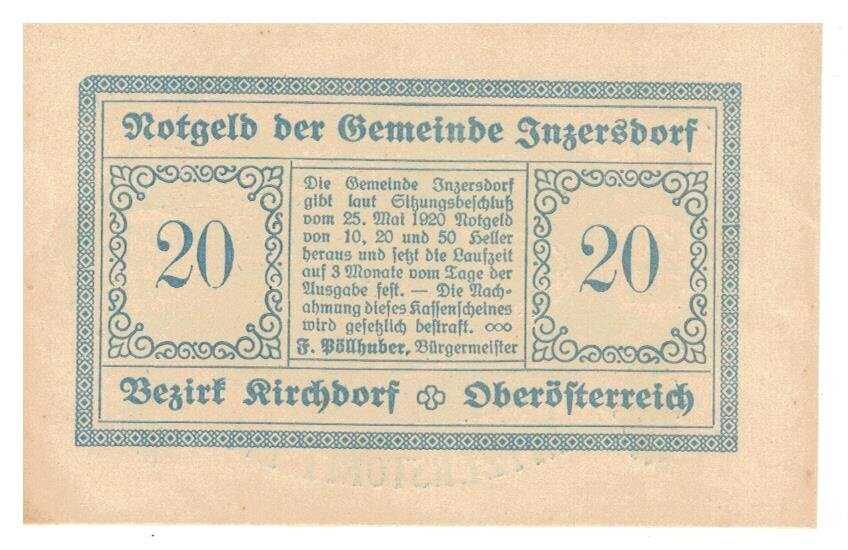 Notgeld der Gemeinde Inzersdorf
20
Die Gemeinde Inzersdorf
gibt laut Sitzungsbeschluß
vom 25. Mai 1920 Notgeld
von 10, 20 und 50 Heller
heraus und setzt die Laufzeit
auf 3 Monate vom Tage der
Ausgabe fest. — Die Nach-
ahmung dieses Kassenscheines
wird gesetzlich bestraft.
F. Pöllhuber, Bürgermeister
20
Bezirk Kirchdorf Oberösterreich